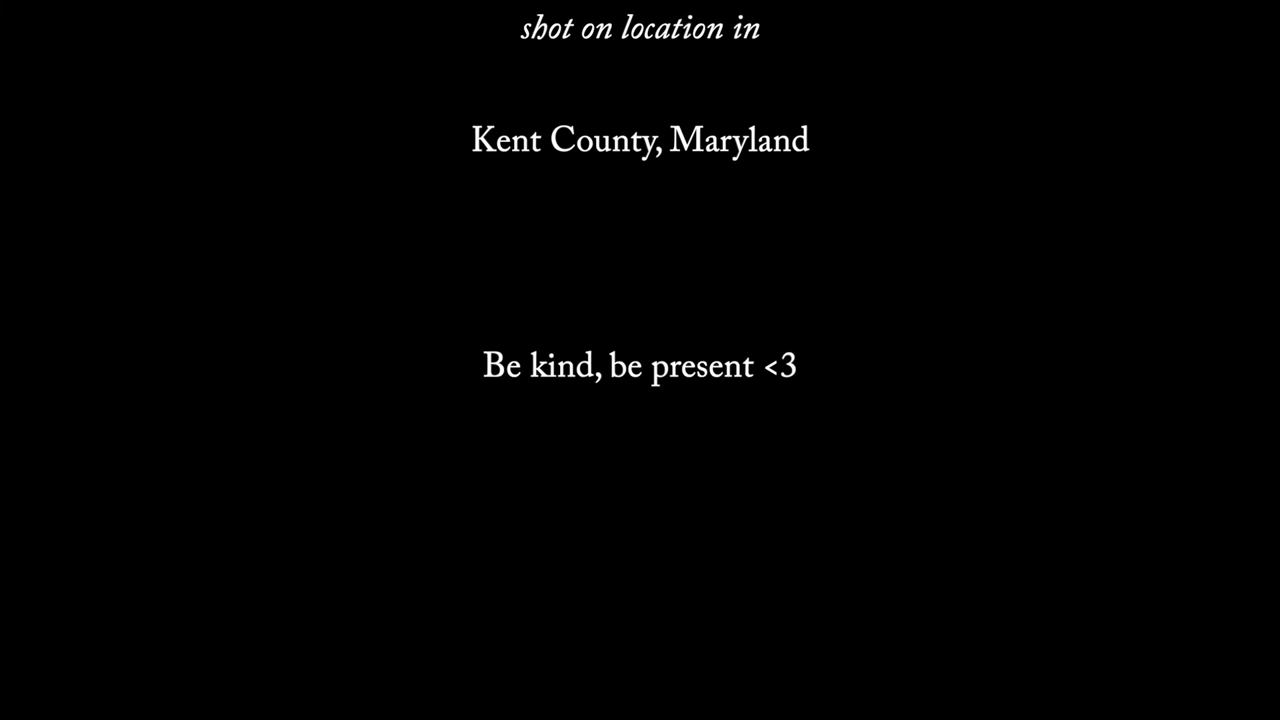 shot on location in
Kent County, Maryland
Be kind, be present <3